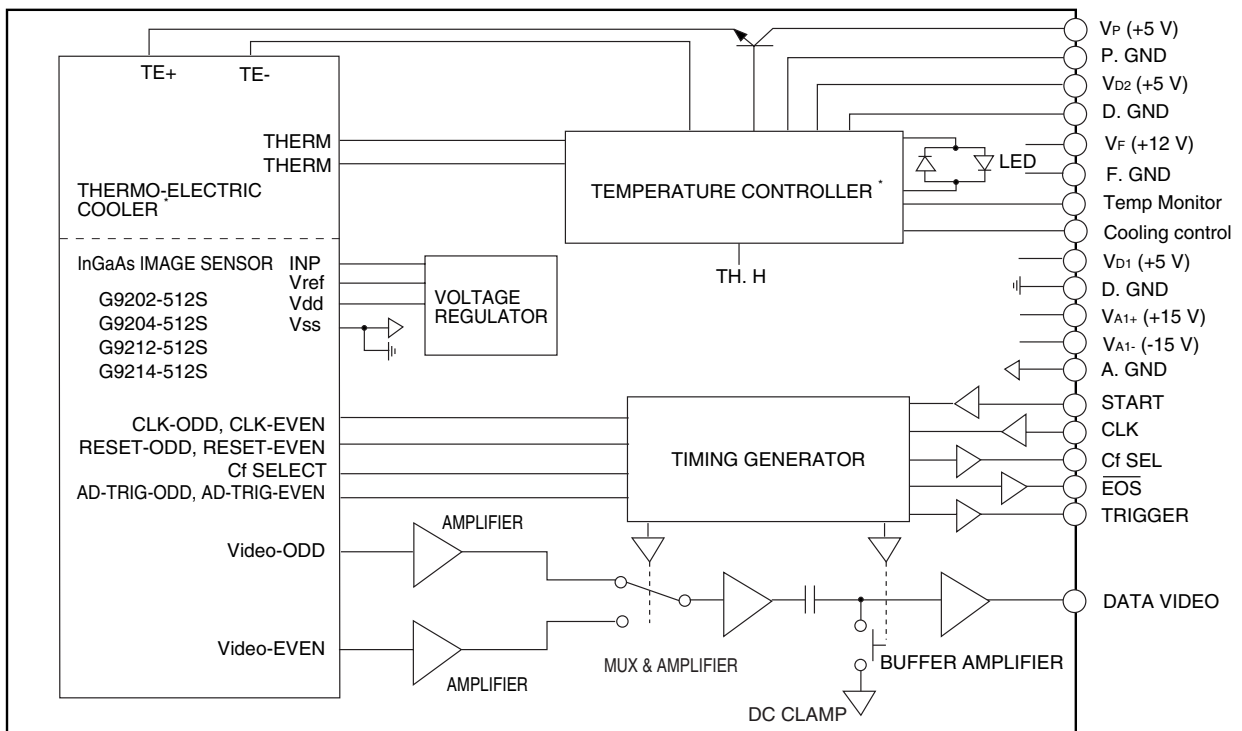 TE+
TE-
THERM
THERM
THERMO-ELECTRIC
COOLER *
InGaAs IMAGE SENSOR
G9202-512S
G9204-512S
G9212-512S
G9214-512S
INP
Vref
Vdd
Vss
VOLTAGE
REGULATOR
TEMPERATURE CONTROLLER *
LED
TH. H
CLK-ODD, CLK-EVEN
RESET-ODD, RESET-EVEN
Cf SELECT
AD-TRIG-ODD, AD-TRIG-EVEN
TIMING GENERATOR
Video-ODD
AMPLIFIER
Video-EVEN
AMPLIFIER
MUX & AMPLIFIER
BUFFER AMPLIFIER
DC CLAMP
VP (+5 V)
P. GND
VD2 (+5 V)
D. GND
VF (+12 V)
F. GND
Temp Monitor
Cooling control
VD1 (+5 V)
D. GND
VA1+ (+15 V)
VA1- (-15 V)
A. GND
START
CLK
Cf SEL
E̅O̅S̅
TRIGGER
DATA VIDEO